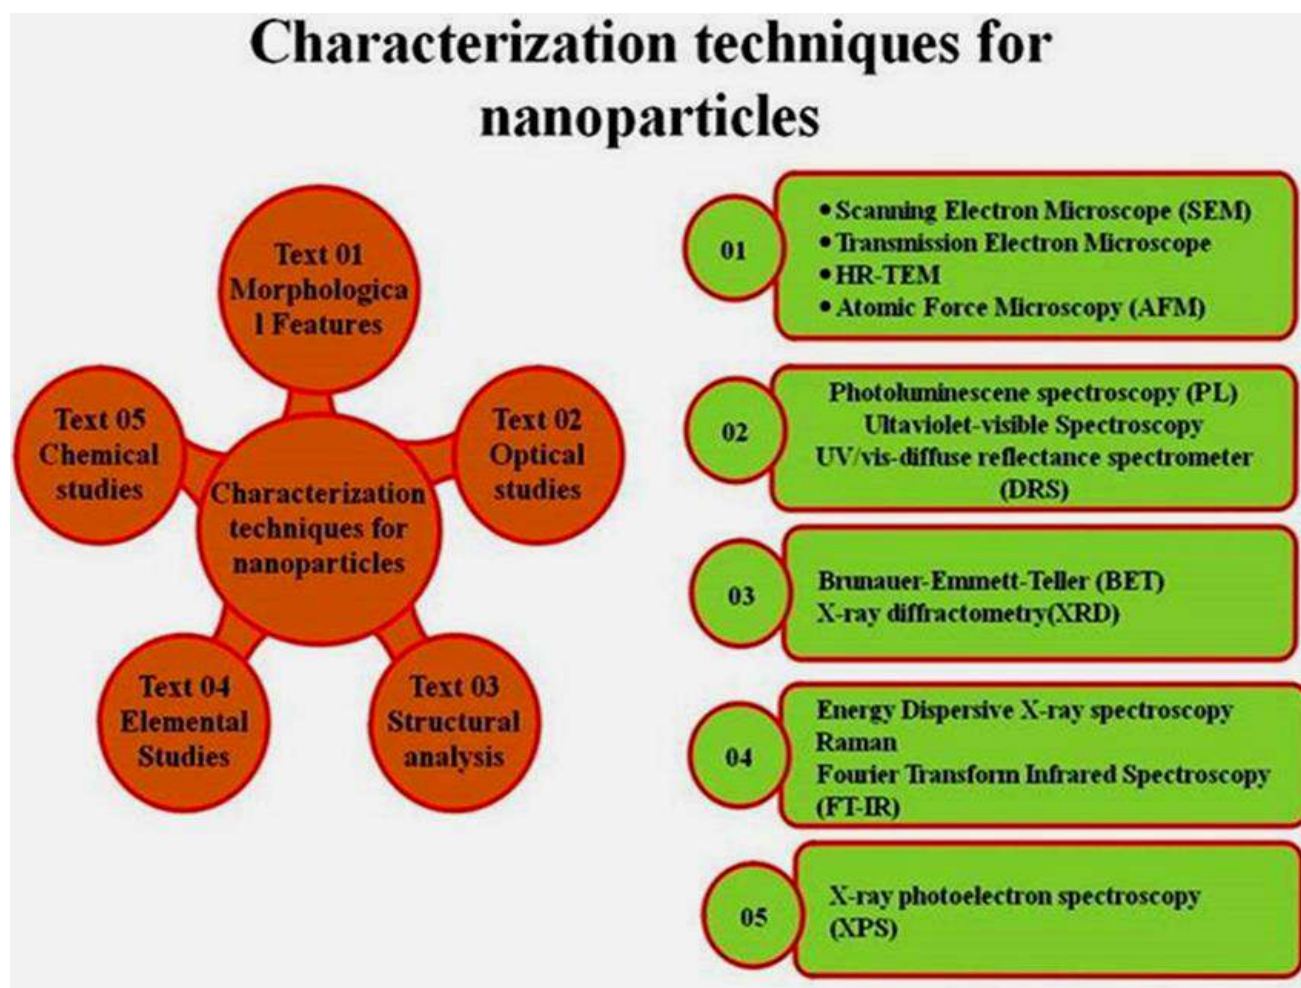 Characterization techniques for
nanoparticles
Text 01
Morphologica
l Features
Text 02
Optical
studies
Text 03
Structural
analysis
Text 04
Elemental
Studies
Text 05
Chemical
studies
Characterization
techniques for
nanoparticles
01
• Scanning Electron Microscope (SEM)
• Transmission Electron Microscope
• HR-TEM
• Atomic Force Microscopy (AFM)
02
Photoluminescene spectroscopy (PL)
Ultaviolet-visible Spectroscopy
UV/vis-diffuse reflectance spectrometer
(DRS)
03
Brunauer-Emmett-Teller (BET)
X-ray diffractometry(XRD)
04
Energy Dispersive X-ray spectroscopy
Raman
Fourier Transform Infrared Spectroscopy
(FT-IR)
05
X-ray photoelectron spectroscopy
(XPS)